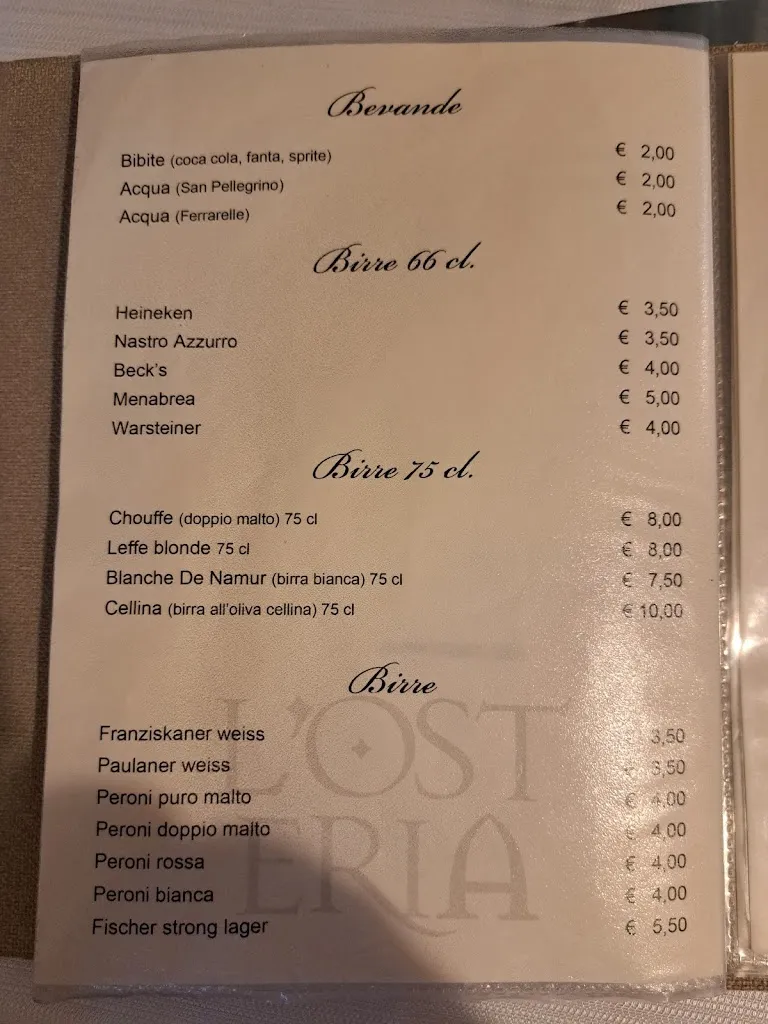 Bevande
Bibite (coca cola, fanta, sprite) € 2,00
Acqua (San Pellegrino) € 2,00
Acqua (Ferrarelle) € 2,00
Birre 66 cl.
Heineken € 3,50
Nastro Azzurro € 3,50
Beck's € 4,00
Menabrea € 5,00
Warsteiner € 4,00
Birre 75 cl.
Chouffe (doppio malto) 75 cl € 8,00
Leffe blonde 75 cl € 8,00
Blanche De Namur (birra bianca) 75 cl € 7,50
Cellina (birra all'oliva cellina) 75 cl € 10,00
Birre
Franziskaner weiss 3,50
Paulaner weiss € 3,50
Peroni puro malto € 4,00
Peroni doppio malto € 4,00
Peroni rossa € 4,00
Peroni bianca € 4,00
Fischer strong lager € 5,50
L'OST
ERIA